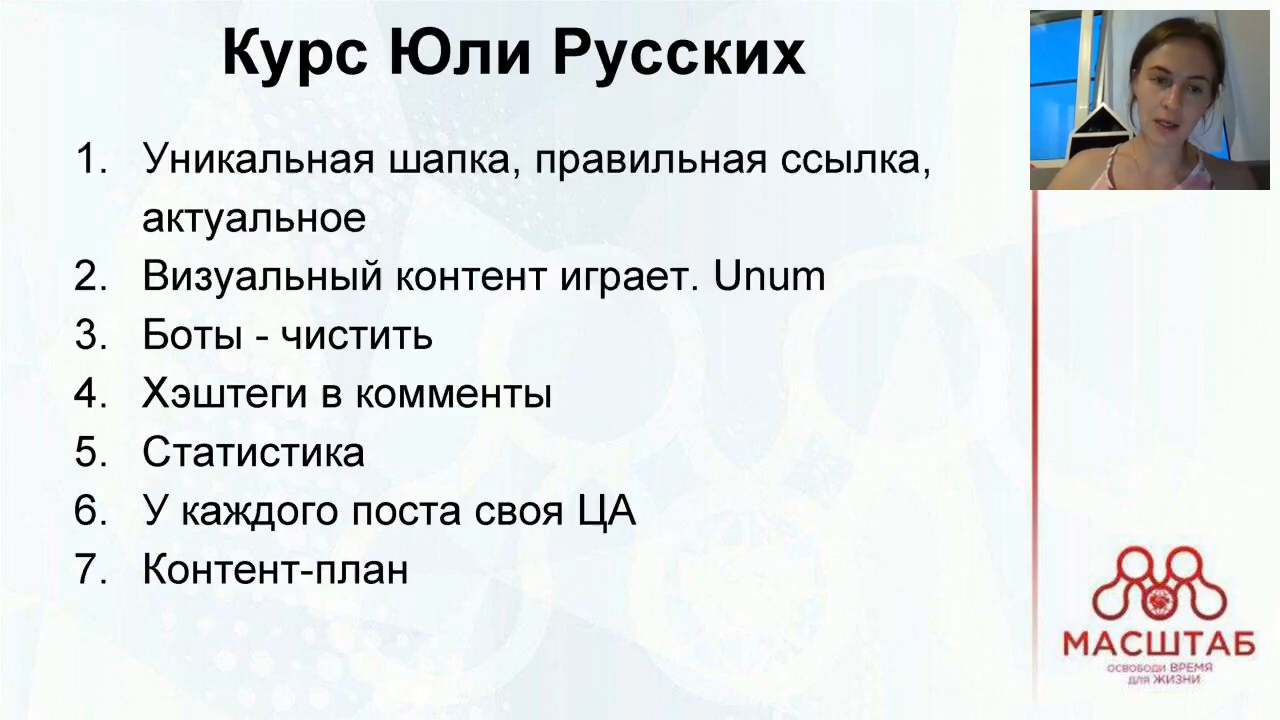 Курс Юли Русских
1. Уникальная шапка, правильная ссылка,
актуальное
2. Визуальный контент играет. Unum
3. Боты - чистить
4. Хэштеги в комменты
5. Статистика
6. У каждого поста своя ЦА
7. Контент-план
МАСШТАБ
ОСВОБОДИ ВРЕМЯ
ДЛЯ ЖИЗНИ